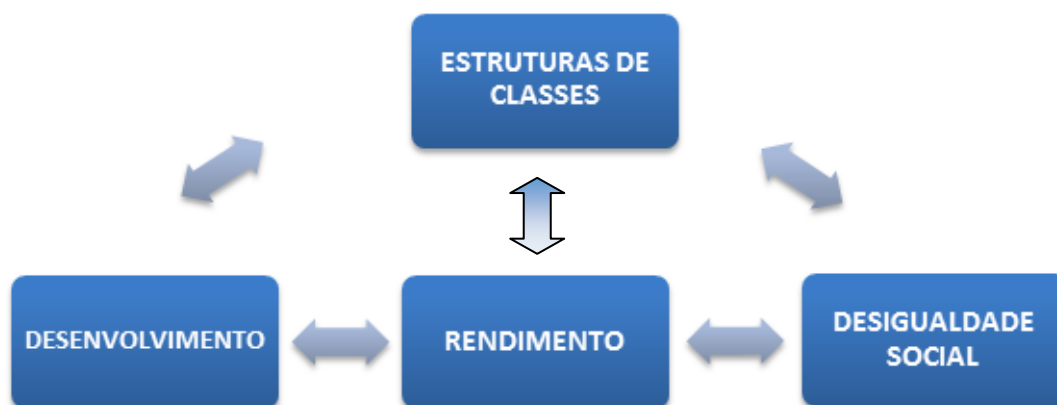 ESTRUTURAS DE
CLASSES
DESENVOLVIMENTO
RENDIMENTO
DESIGUALDADE
SOCIAL